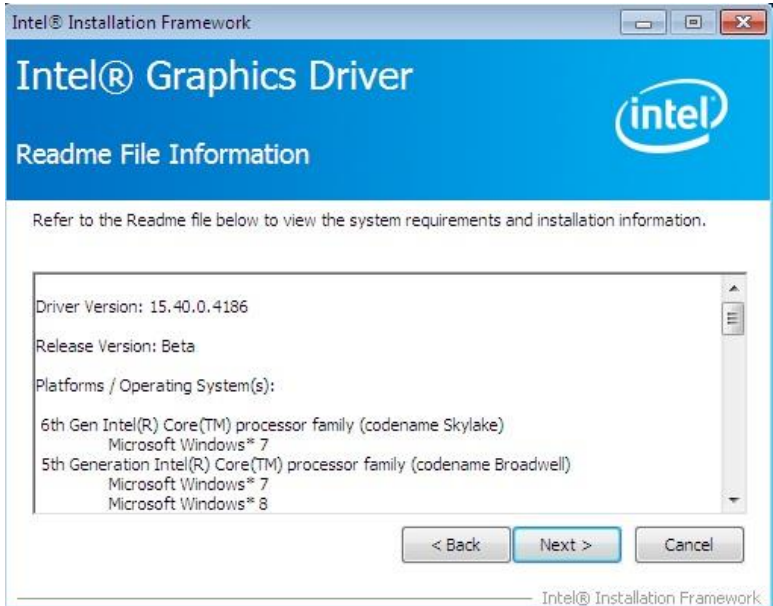 Intel® Installation Framework
Intel® Graphics Driver
intel
Readme File Information
Refer to the Readme file below to view the system requirements and installation information.
Driver Version: 15.40.0.4186
Release Version: Beta
Platforms / Operating System(s):
6th Gen Intel(R) Core(TM) processor family (codename Skylake)
Microsoft Windows* 7
5th Generation Intel(R) Core(TM) processor family (codename Broadwell)
Microsoft Windows* 7
Microsoft Windows* 8
< Back Next > Cancel
Intel® Installation Framework